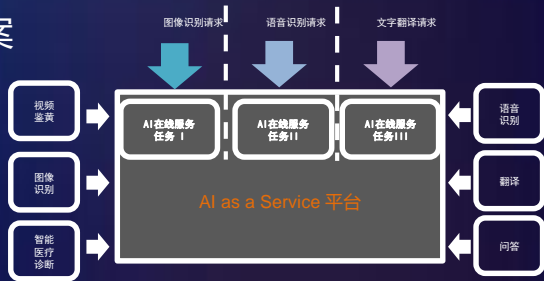 案
图像识别请求
语音识别请求
文字翻译请求
视频
鉴黄
图像
识别
智能
医疗
诊断
AI在线服务
任务 I
AI在线服务
任务II
AI在线服务
任务III
AI as a Service 平台
语音
识别
翻译
问答